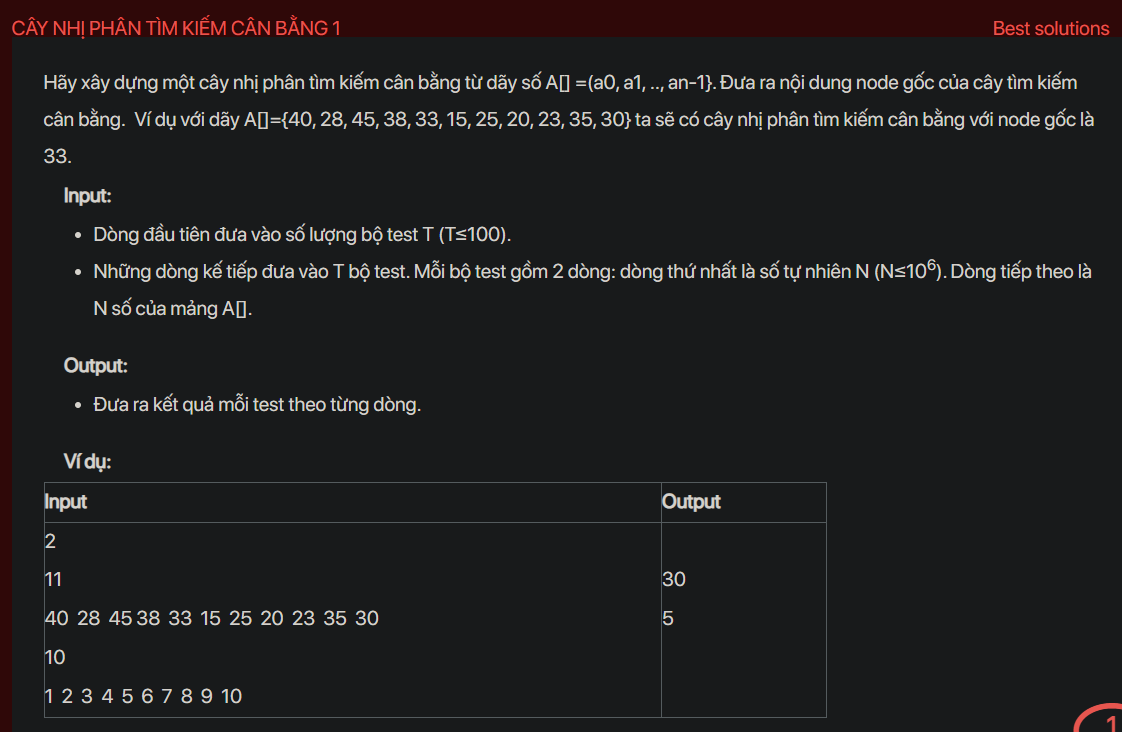 CÂY NHỊ PHÂN TÌM KIẾM CÂN BẰNG 1
Best solutions
Hãy xây dựng một cây nhị phân tìm kiếm cân bằng từ dãy số A[] =(a0, a1, .., an-1}. Đưa ra nội dung node gốc của cây tìm kiếm
cân bằng. Ví dụ với dãy A[]={40, 28, 45, 38, 33, 15, 25, 20, 23, 35, 30} ta sẽ có cây nhị phân tìm kiếm cân bằng với node gốc là
33.
Input:
• Dòng đầu tiên đưa vào số lượng bộ test T (T≤100).
• Những dòng kế tiếp đưa vào T bộ test. Mỗi bộ test gồm 2 dòng: dòng thứ nhất là số tự nhiên N (N≤10⁶). Dòng tiếp theo là
N số của mảng A[].
Output:
• Đưa ra kết quả mỗi test theo từng dòng.
Ví dụ:
Input Output
2
11 30
40 28 45 38 33 15 25 20 23 35 30 5
10
1 2 3 4 5 6 7 8 9 10
1